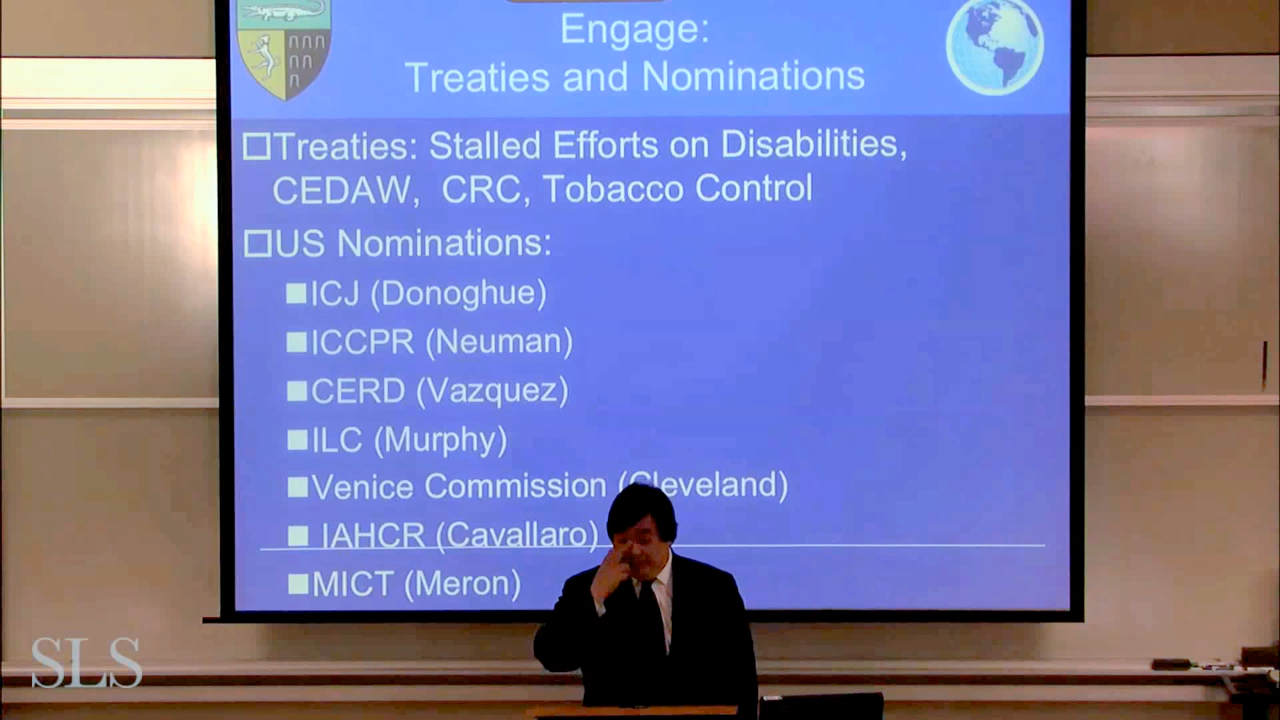 Engage:
Treaties and Nominations
Treaties: Stalled Efforts on Disabilities,
CEDAW, CRC, Tobacco Control
US Nominations:
ICJ (Donoghue)
ICCPR (Neuman)
CERD (Vazquez)
ILC (Murphy)
Venice Commission (Cleveland)
IAHCR (Cavallaro)
MICT (Meron)
SLS